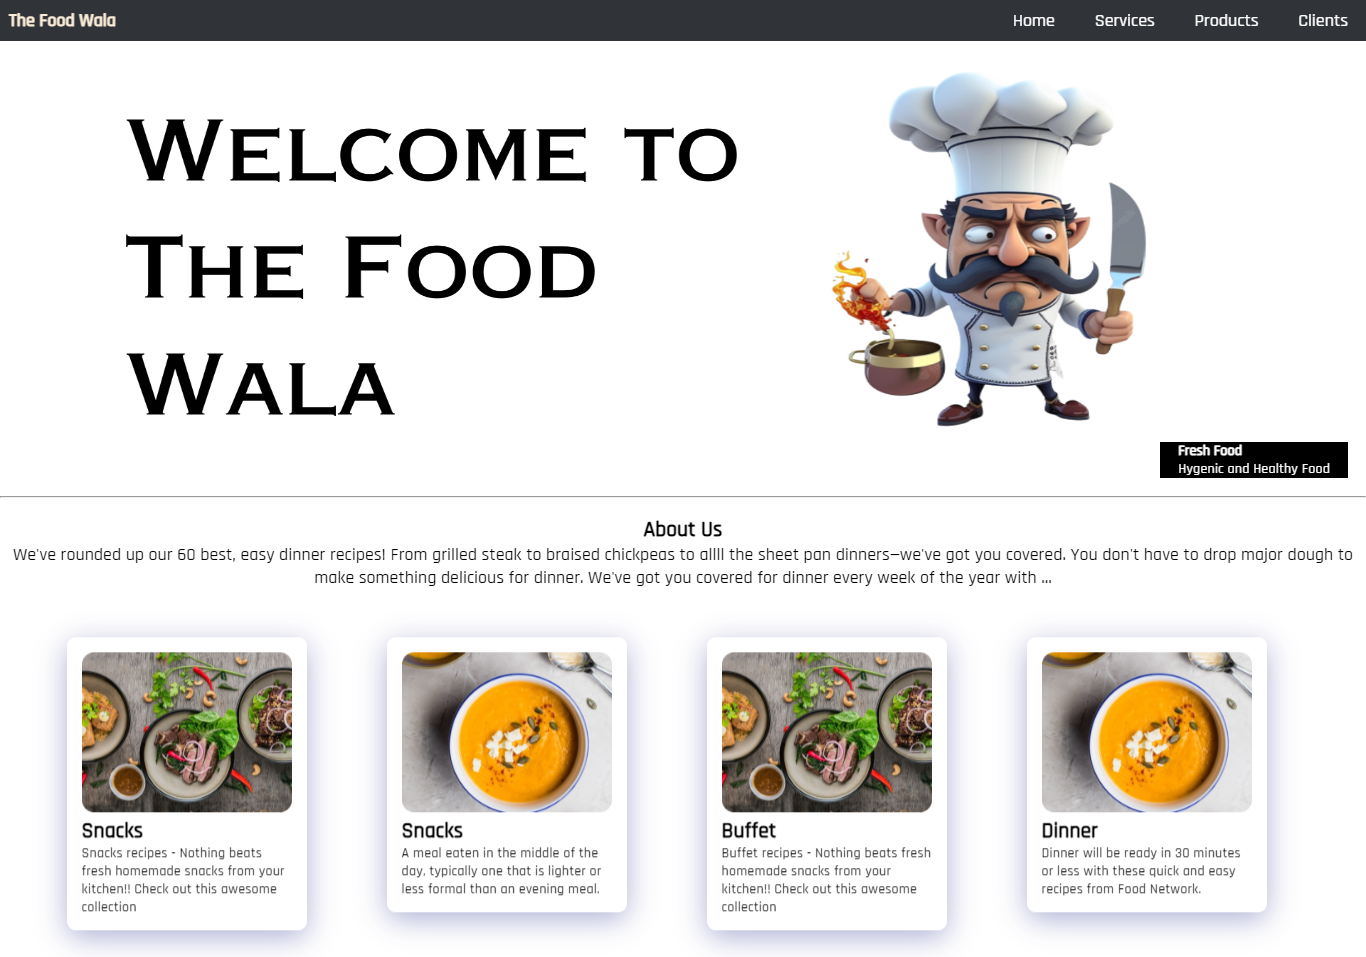 The Food Wala
Home Services Products Clients
Welcome to
The Food
Wala
Fresh Food
Hygenic and Healthy Food
About Us
We've rounded up our 60 best, easy dinner recipes! From grilled steak to braised chickpeas to allll the sheet pan dinners—we've got you covered. You don't have to drop major dough to
make something delicious for dinner. We've got you covered for dinner every week of the year with ...
Snacks
Snacks recipes - Nothing beats
fresh homemade snacks from your
kitchen!! Check out this awesome
collection
Snacks
A meal eaten in the middle of the
day, typically one that is lighter or
less formal than an evening meal.
Buffet
Buffet recipes - Nothing beats fresh
homemade snacks from your
kitchen!! Check out this awesome
collection
Dinner
Dinner will be ready in 30 minutes
or less with these quick and easy
recipes from Food Network.